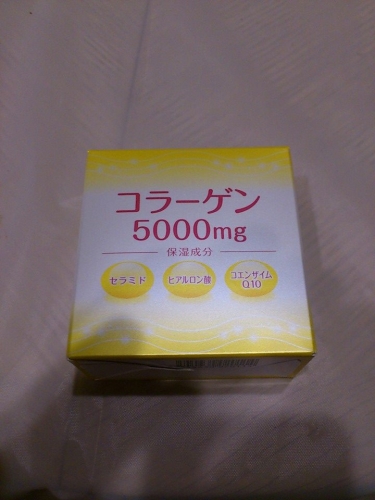 コラーゲン
5000mg
保湿成分
セラミド
ヒアルロン酸
コエンザイム
Q10